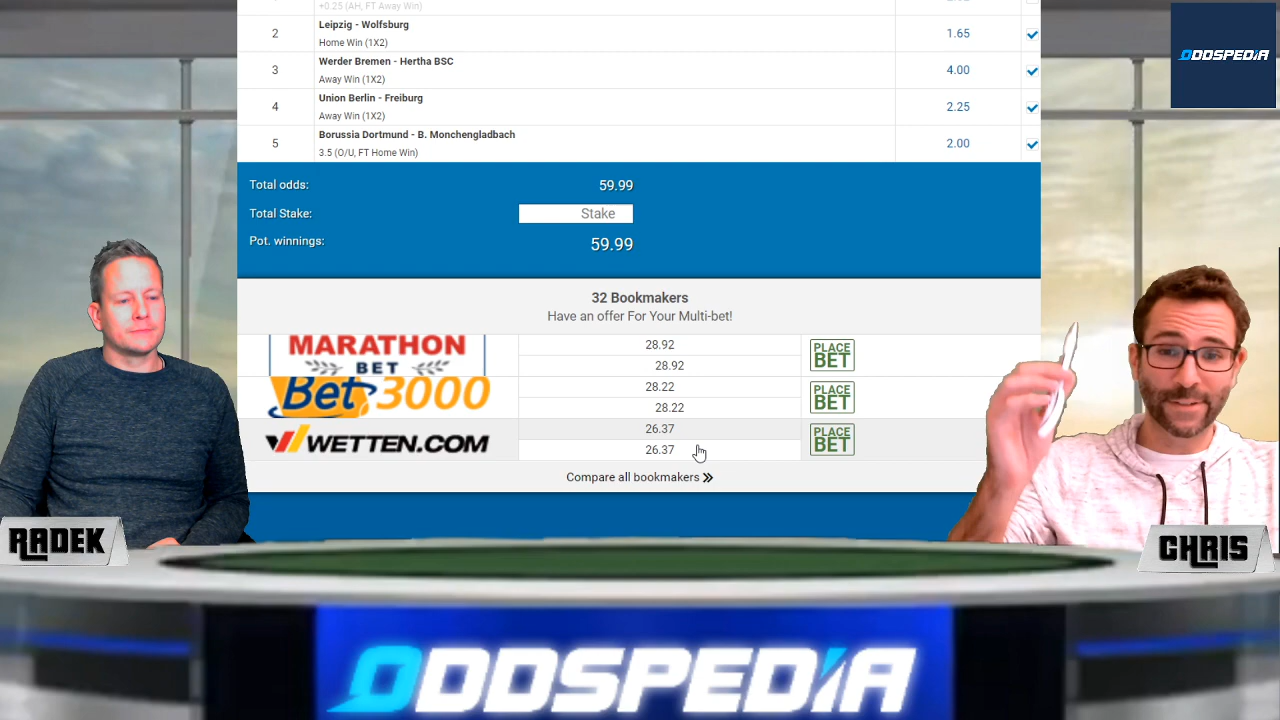 +0.25 (AH, FT Away Win)
2 Leipzig - Wolfsburg 1.65
Home Win (1X2)
3 Werder Bremen - Hertha BSC 4.00
Away Win (1X2)
4 Union Berlin - Freiburg 2.25
Away Win (1X2)
5 Borussia Dortmund - B. Monchengladbach 2.00
3.5 (O/U, FT Home Win)
ODDSPEDIA
Total odds: 59.99
Total Stake: Stake
Pot. winnings: 59.99
32 Bookmakers
Have an offer For Your Multi-bet!
MARATHON BET 28.92 28.92 PLACE BET
Bet3000 28.22 28.22 PLACE BET
WETTEN.COM 26.37 26.37 PLACE BET
Compare all bookmakers »
RADEK
CHRIS
ODDSPEDIA